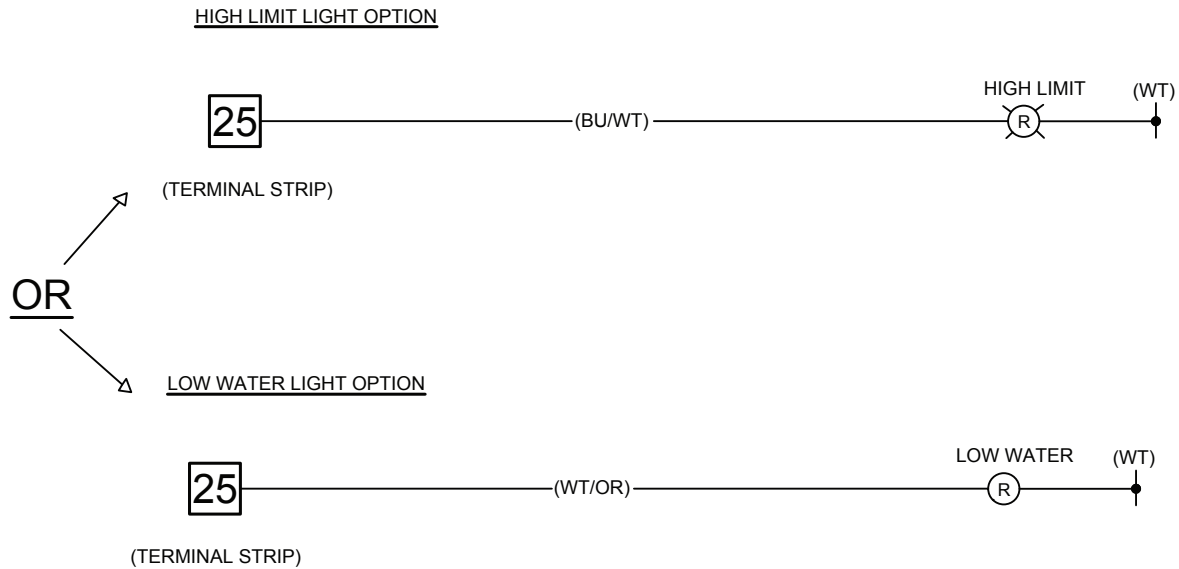 HIGH LIMIT LIGHT OPTION
HIGH LIMIT
(WT)
25
(BU/WT)
R
(TERMINAL STRIP)
OR
LOW WATER LIGHT OPTION
LOW WATER
(WT)
25
(WT/OR)
R
(TERMINAL STRIP)